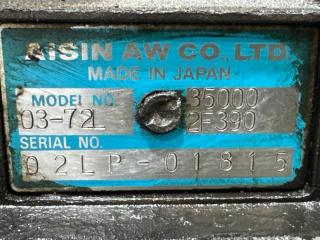 AISIN AW CO., LTD.
MADE IN JAPAN
MODEL NO. 35000
03-72L 2F390
SERIAL NO.
02LP-01815